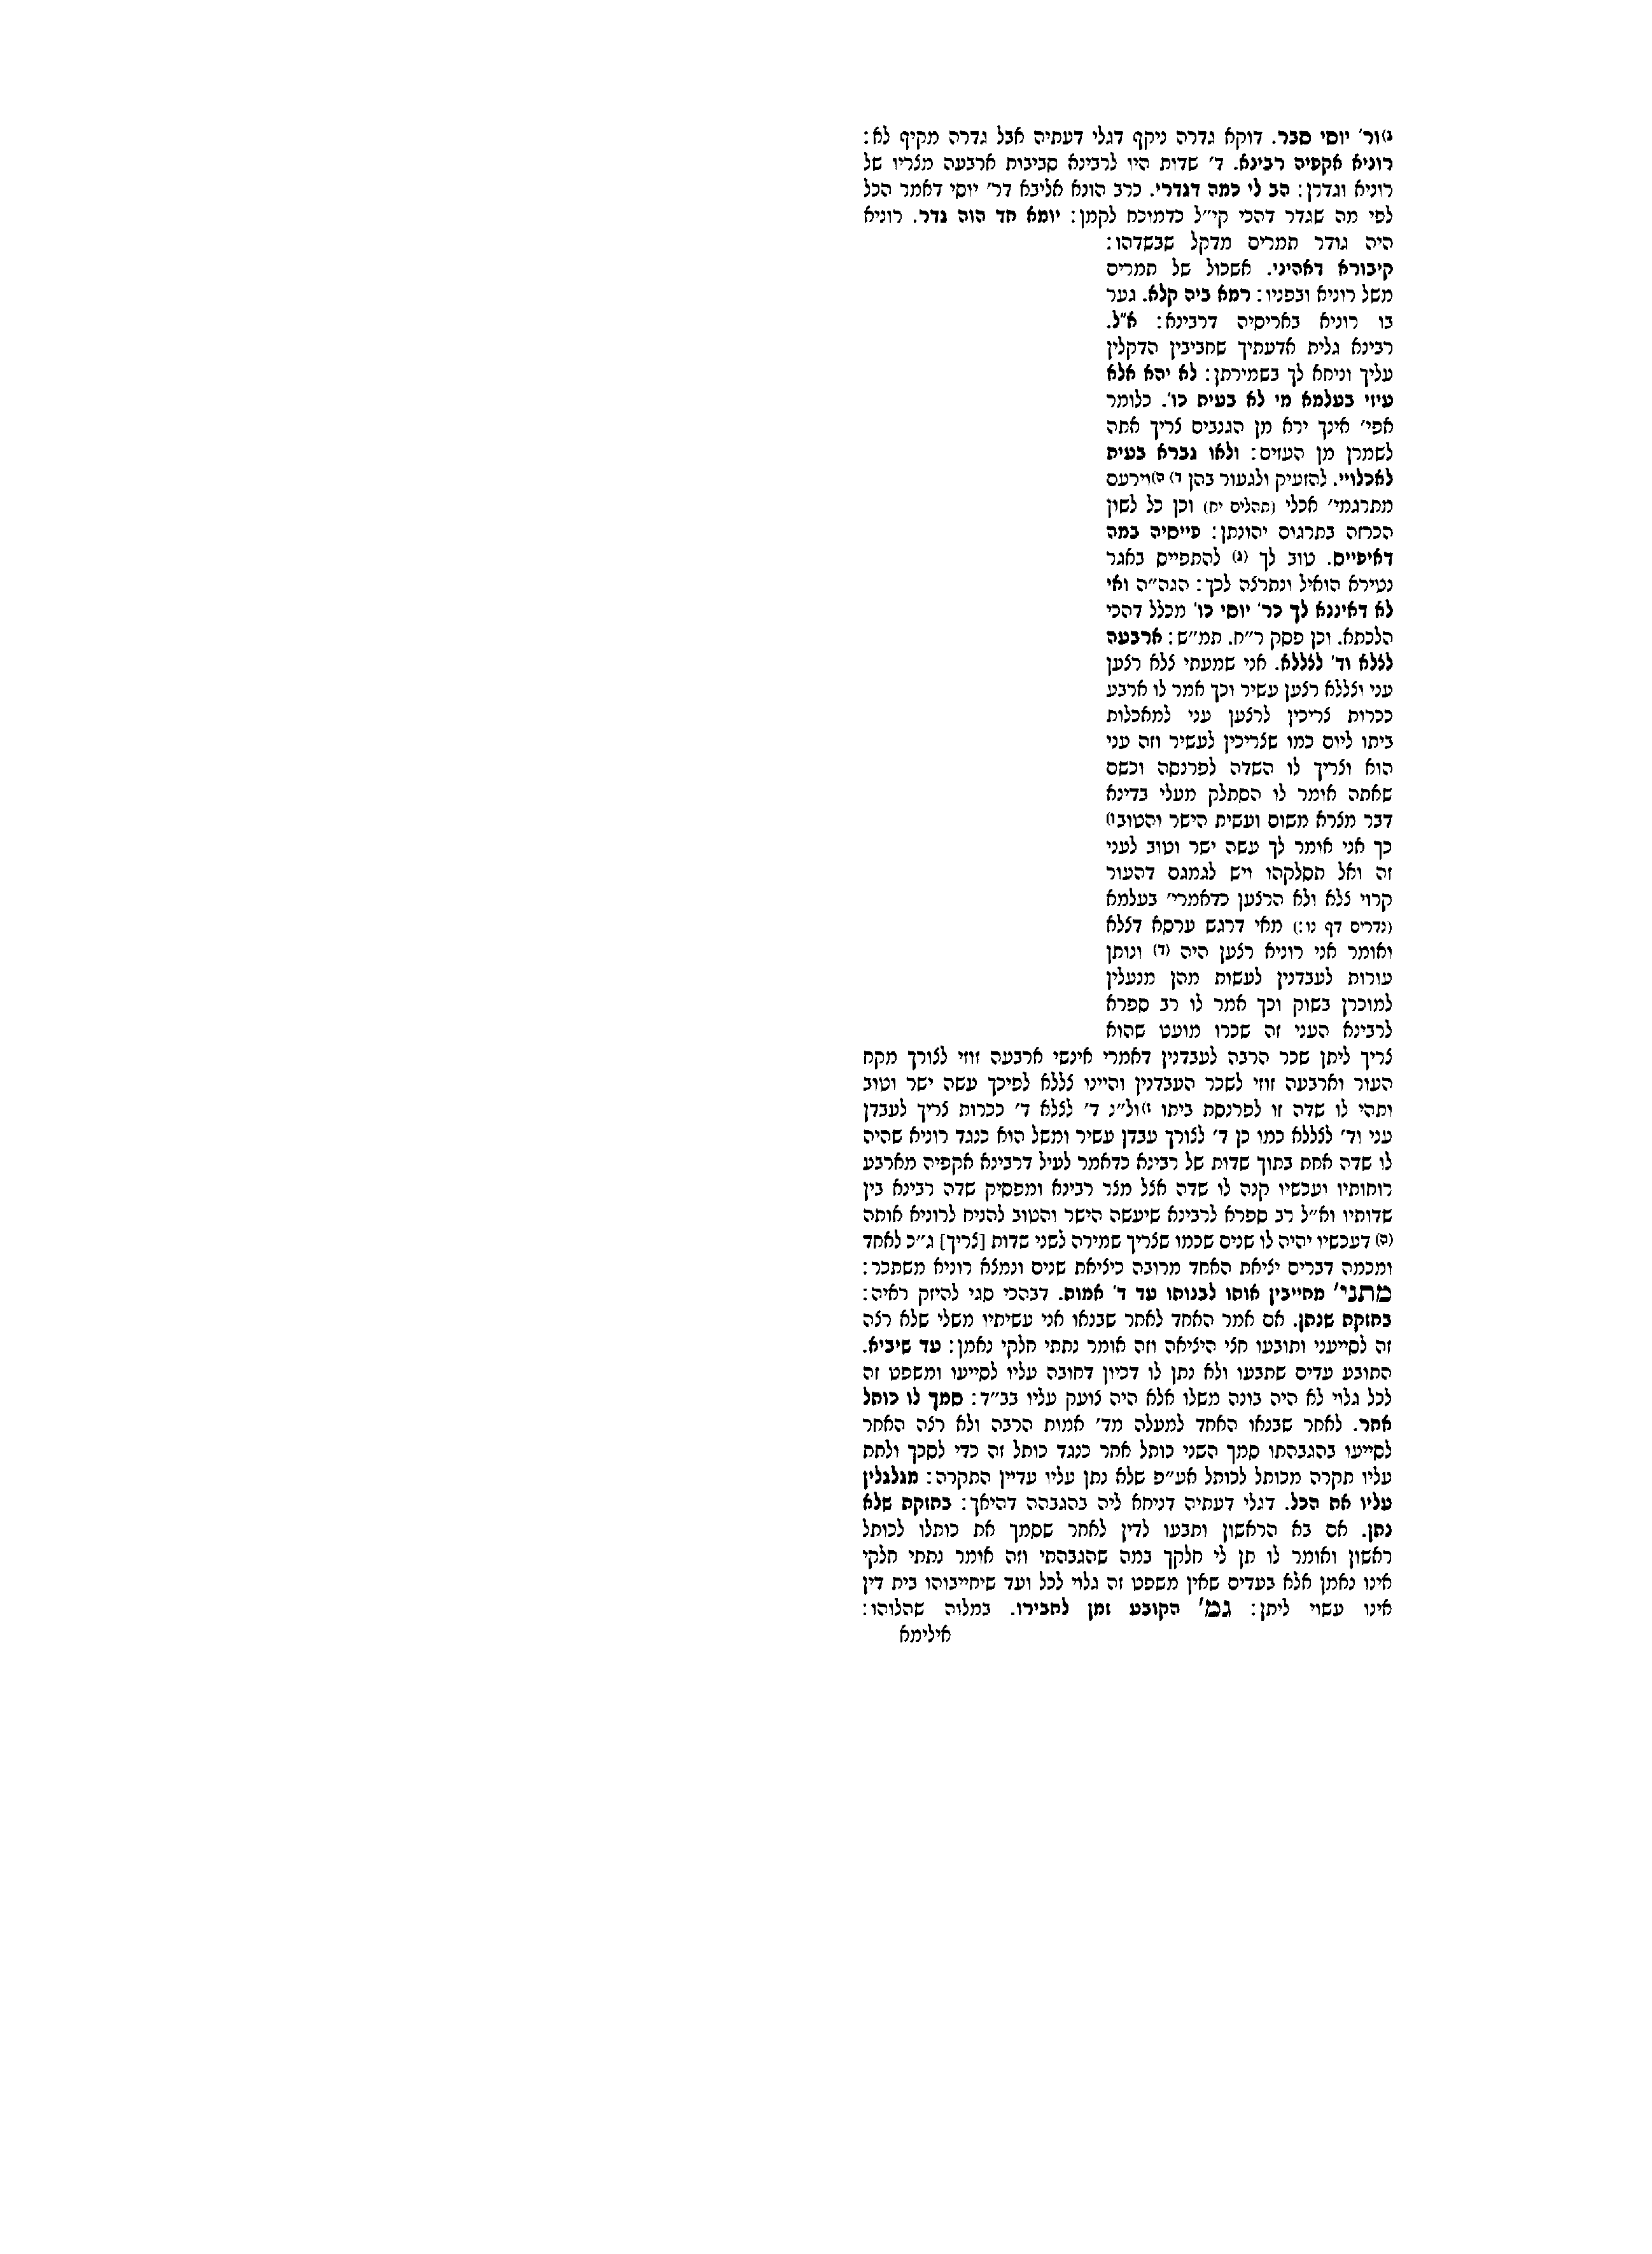 ג)ור' יוסי סבר. דוקא גדרה ניקף דגלי דעתיה אבל גדרה מקיף לא:
רוניא אקפיה רבינא. ד' שדות היו לרבינא סביבות ארבעה מצריו של
רוניא וגדרן: הב לי כמה דגדרי. כרב הונא אליבא דר' יוסי דאמר הכל
לפי מה שגדר דהכי קי"ל כדמוכח לקמן: יומא חד הוה גדר. רוניא
היה גודר תמרים מדקל שבשדהו:
קיבורא דאהיני. אשכול של תמרים
משל רוניא ובפניו: רמא ביה קלא. גער
בו רוניא באריסיה דרבינא: א"ל.
רבינא גלית אדעתיך שחביבין הדקלין
עליך וניחא לך בשמירתן: לא יהא אלא
עיזי בעלמא מי לא בעית כו'. כלומר
אפי' אינך ירא מן הגנבים צריך אתה
לשמרן מן העזים: ולאו גברא בעית
לאכלויי. להזעיק ולגעור בהן ד) ה)וירעם
מתרגמי' אכלי (תהלים יח) וכן כל לשון
הכרזה בתרגום יהונתן: פייסיה במה
דאיפייס. טוב לך (ג) להתפייס באגר
נטירא הואיל ונתרצה לכך: הגה"ה ואי
לא דאיננא לך כר' יוסי כו' מכלל דהכי
הלכתא. וכן פסק ר"ח. תמ"ש: ארבעה
לצלא וד' לצללא. אני שמעתי צלא רצען
עני וצללא רצען עשיר וכך אמר לו ארבע
ככרות צריכין לרצען עני למאכלות
ביתו ליום כמו שצריכין לעשיר וזה עני
הוא וצריך לו השדה לפרנסה וכשם
שאתה אומר לו הסתלק מעלי בדינא
דבר מצרא משום ועשית הישר והטוב ו)
כך אני אומר לך עשה ישר וטוב לעני
זה ואל תסלקהו ויש לגמגם דהעור
קרוי צלא ולא הרצען כדאמרי' בעלמא
(נדרים דף נו:) מאי דרגש ערסא דצלא
ואומר אני רוניא רצען היה (ד) ונותן
עורות לעבדנין לעשות מהן מנעלין
למוכרן בשוק וכך אמר לו רב ספרא
לרבינא העני זה שכרו מועט שהוא
צריך ליתן שכר הרבה לעבדנין דאמרי אינשי ארבעה זוזי לצורך מקח
העור וארבעה זוזי לשכר העבדנין והיינו צללא לפיכך עשה ישר וטוב
ותהי לו שדה זו לפרנסת ביתו ז)ול"נ ד' לצלא ד' ככרות צריך לעבדן
עני וד' לצללא כמו כן ד' לצורך עבדן עשיר ומשל הוא כנגד רוניא שהיה
לו שדה אחת בתוך שדות של רבינא כדאמר לעיל דרבינא אקפיה מארבע
רוחותיו ועכשיו קנה לו שדה אצל מצר רבינא ומפסיק שדה רבינא בין
שדותיו וא"ל רב ספרא לרבינא שיעשה הישר והטוב להניח לרוניא אותה
(ה) דעכשיו יהיה לו שנים שכמו שצריך שמירה לשני שדות [צריך] ג"כ לאחד
ומכמה דברים יציאת האחד מרובה כיציאת שנים ונמצא רוניא משתכר:
מתני' מחייבין אותו לבנותו עד ד' אמות. דבהכי סגי להיזק ראיה:
בחזקת שנתן. אם אמר האחד לאחר שבנאו אני עשיתיו משלי שלא רצה
זה לסייעני ותובעו חצי היציאה וזה אומר נתתי חלקי נאמן: עד שיביא.
התובע עדים שתבעו ולא נתן לו דכיון דחובה עליו לסייעו ומשפט זה
לכל גלוי לא היה בונה משלו אלא היה צועק עליו בב"ד: סמך לו כותל
אחר. לאחר שבנאו האחד למעלה מד' אמות הרבה ולא רצה האחר
לסייעו בהגבהתו סמך השני כותל אחר כנגד כותל זה כדי לסכך ולתת
עליו תקרה מכותל לכותל אע"פ שלא נתן עליו עדיין התקרה: מגלגלין
עליו את הכל. דגלי דעתיה דניחא ליה בהגבהה דהיאך: בחזקת שלא
נתן. אם בא הראשון ותבעו לדין לאחר שסמך את כותלו לכותל
ראשון ואומר לו תן לי חלקך במה שהגבהתי וזה אומר נתתי חלקי
אינו נאמן אלא בעדים שאין משפט זה גלוי לכל ועד שיחייבוהו בית דין
אינו עשוי ליתן: גמ' הקובע זמן לחבירו. במלוה שהלוהו:
אילימא